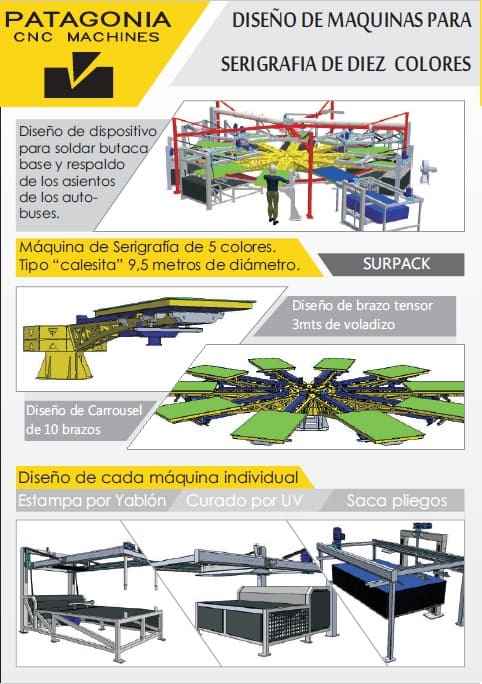 PATAGONIA
CNC MACHINES
DISEÑO DE MAQUINAS PARA
SERIGRAFIA DE DIEZ COLORES
Diseño de dispositivo
para soldar butaca
base y respaldo
de los asientos
de los auto-
buses.
Máquina de Serigrafía de 5 colores.
Tipo “calesita” 9,5 metros de diámetro.
SURPACK
Diseño de brazo tensor
3mts de voladizo
Diseño de Carrousel
de 10 brazos
Diseño de cada máquina individual
Estampa por Yablón
Curado por UV
Saca pliegos